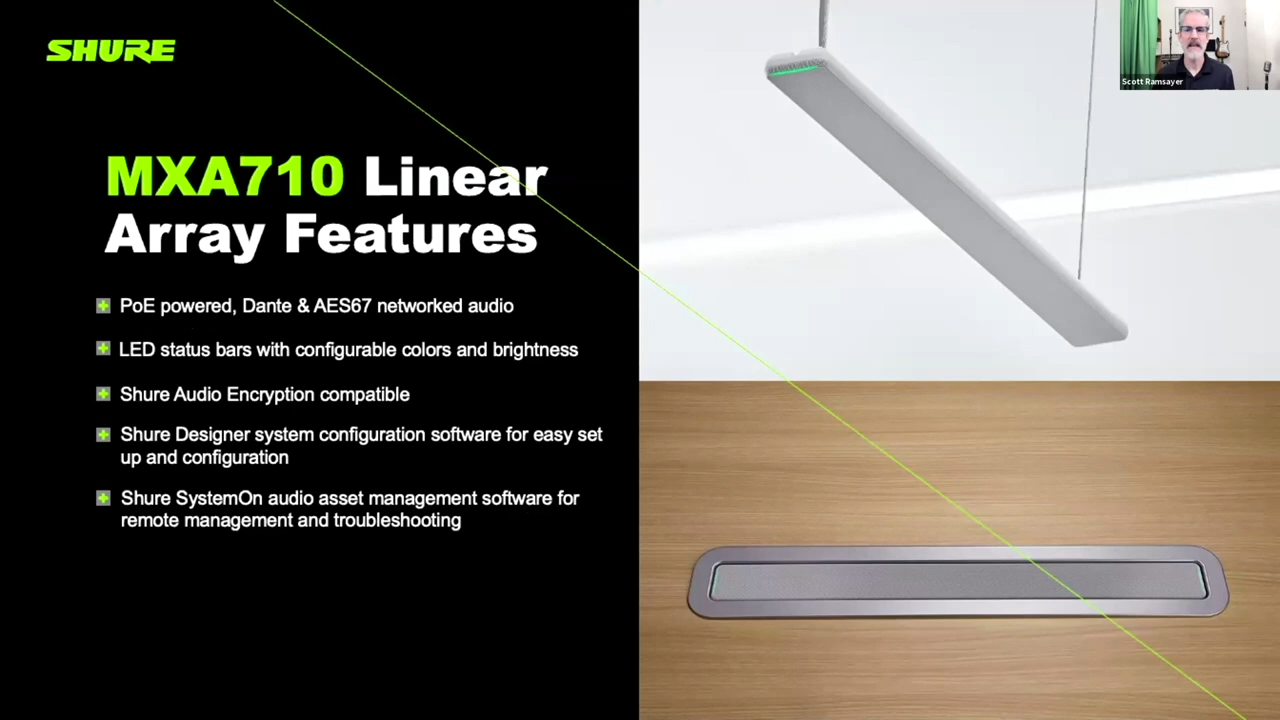 SHURE
MXA710 Linear
Array Features
PoE powered, Dante & AES67 networked audio
LED status bars with configurable colors and brightness
Shure Audio Encryption compatible
Shure Designer system configuration software for easy set
up and configuration
Shure SystemOn audio asset management software for
remote management and troubleshooting
Scott Ramsayer